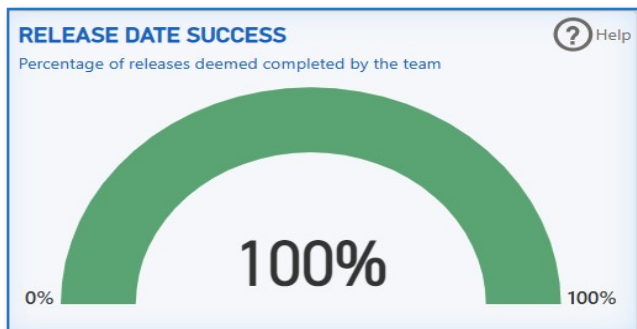 RELEASE DATE SUCCESS
? Help
Percentage of releases deemed completed by the team
100%
0%
100%